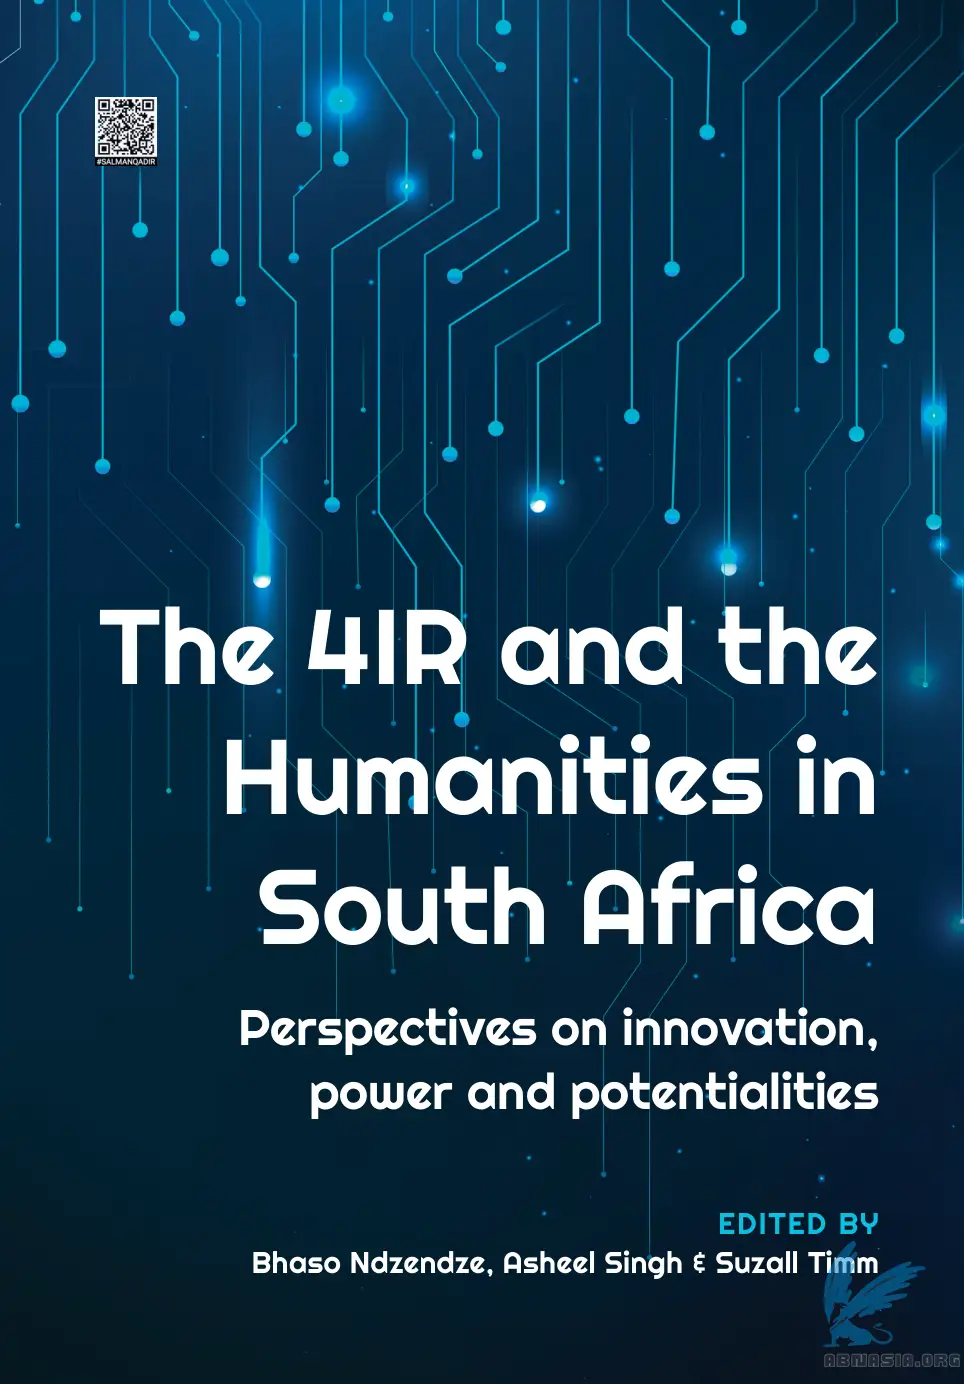 #SALMANQADIR
The 4IR and the
Humanities in
South Africa
Perspectives on innovation,
power and potentialities
EDITED BY
Bhaso Ndzendze, Asheel Singh & Suzall Timm
ABNASIA.ORG